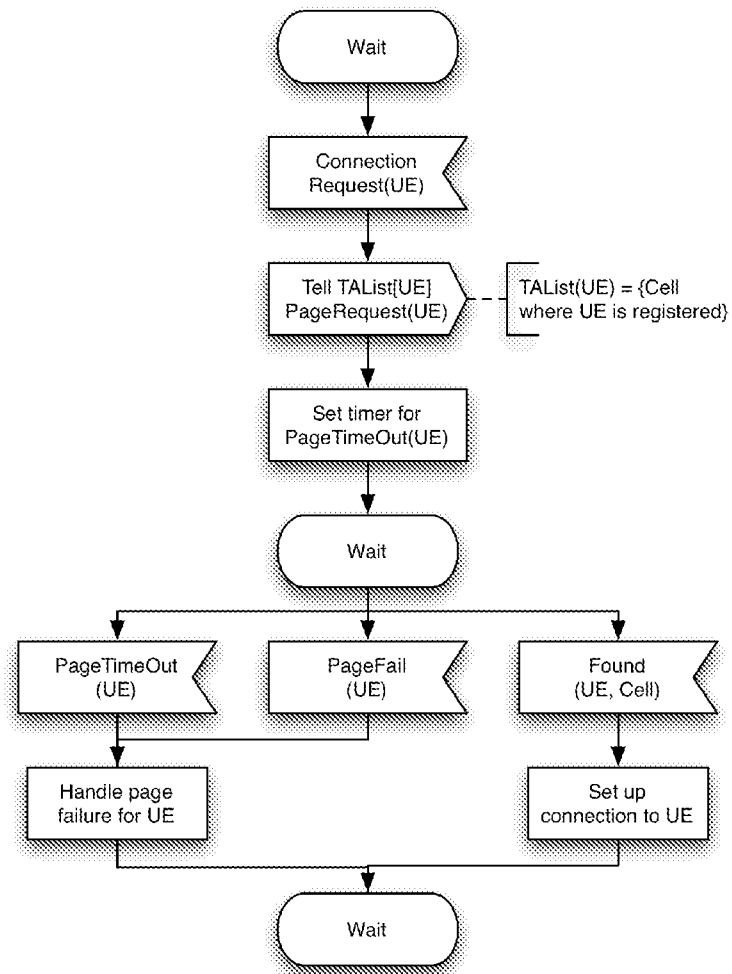 Wait
Connection
Request(UE)
Tell TAList[UE]
PageRequest(UE)
TAList(UE) = {Cell
where UE is registered}
Set timer for
PageTimeOut(UE)
Wait
PageTimeOut
(UE)
PageFail
(UE)
Found
(UE, Cell)
Handle page
failure for UE
Set up
connection to UE
Wait